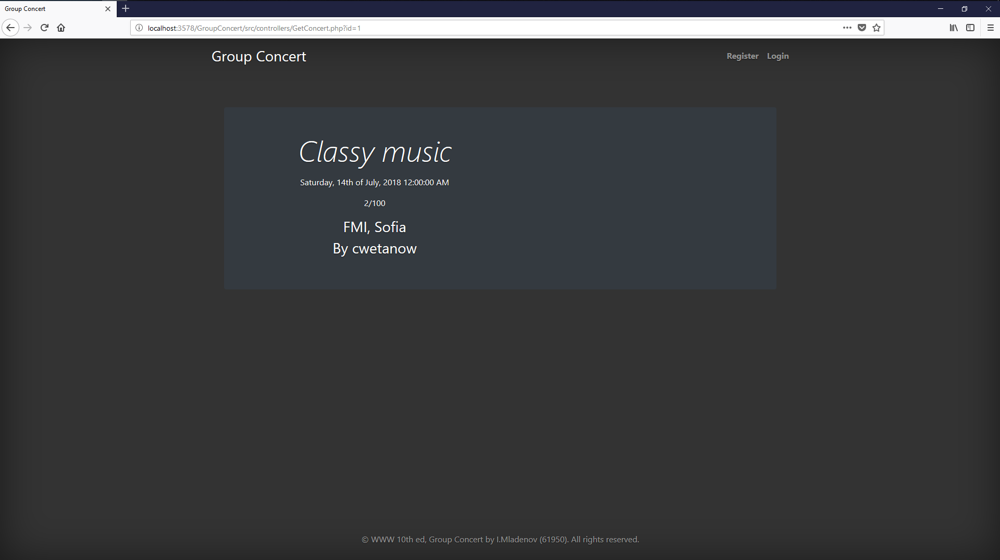 Group Concert
localhost:3578/GroupConcert/src/controllers/GetConcert.php?id=1
Group Concert
Register Login
Classy music
Saturday, 14th of July, 2018 12:00:00 AM
2/100
FMI, Sofia
By cwetanow
© WWW 10th ed, Group Concert by I.Mladenov (61950). All rights reserved.